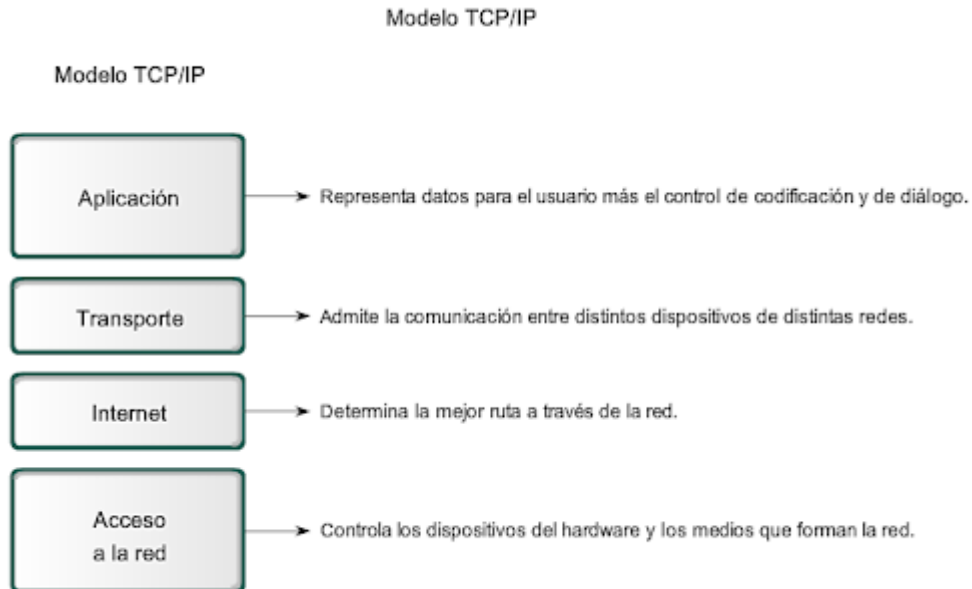 Modelo TCP/IP
Modelo TCP/IP
Aplicación
Representa datos para el usuario más el control de codificación y de diálogo.
Transporte
Admite la comunicación entre distintos dispositivos de distintas redes.
Internet
Determina la mejor ruta a través de la red.
Acceso
a la red
Controla los dispositivos del hardware y los medios que forman la red.